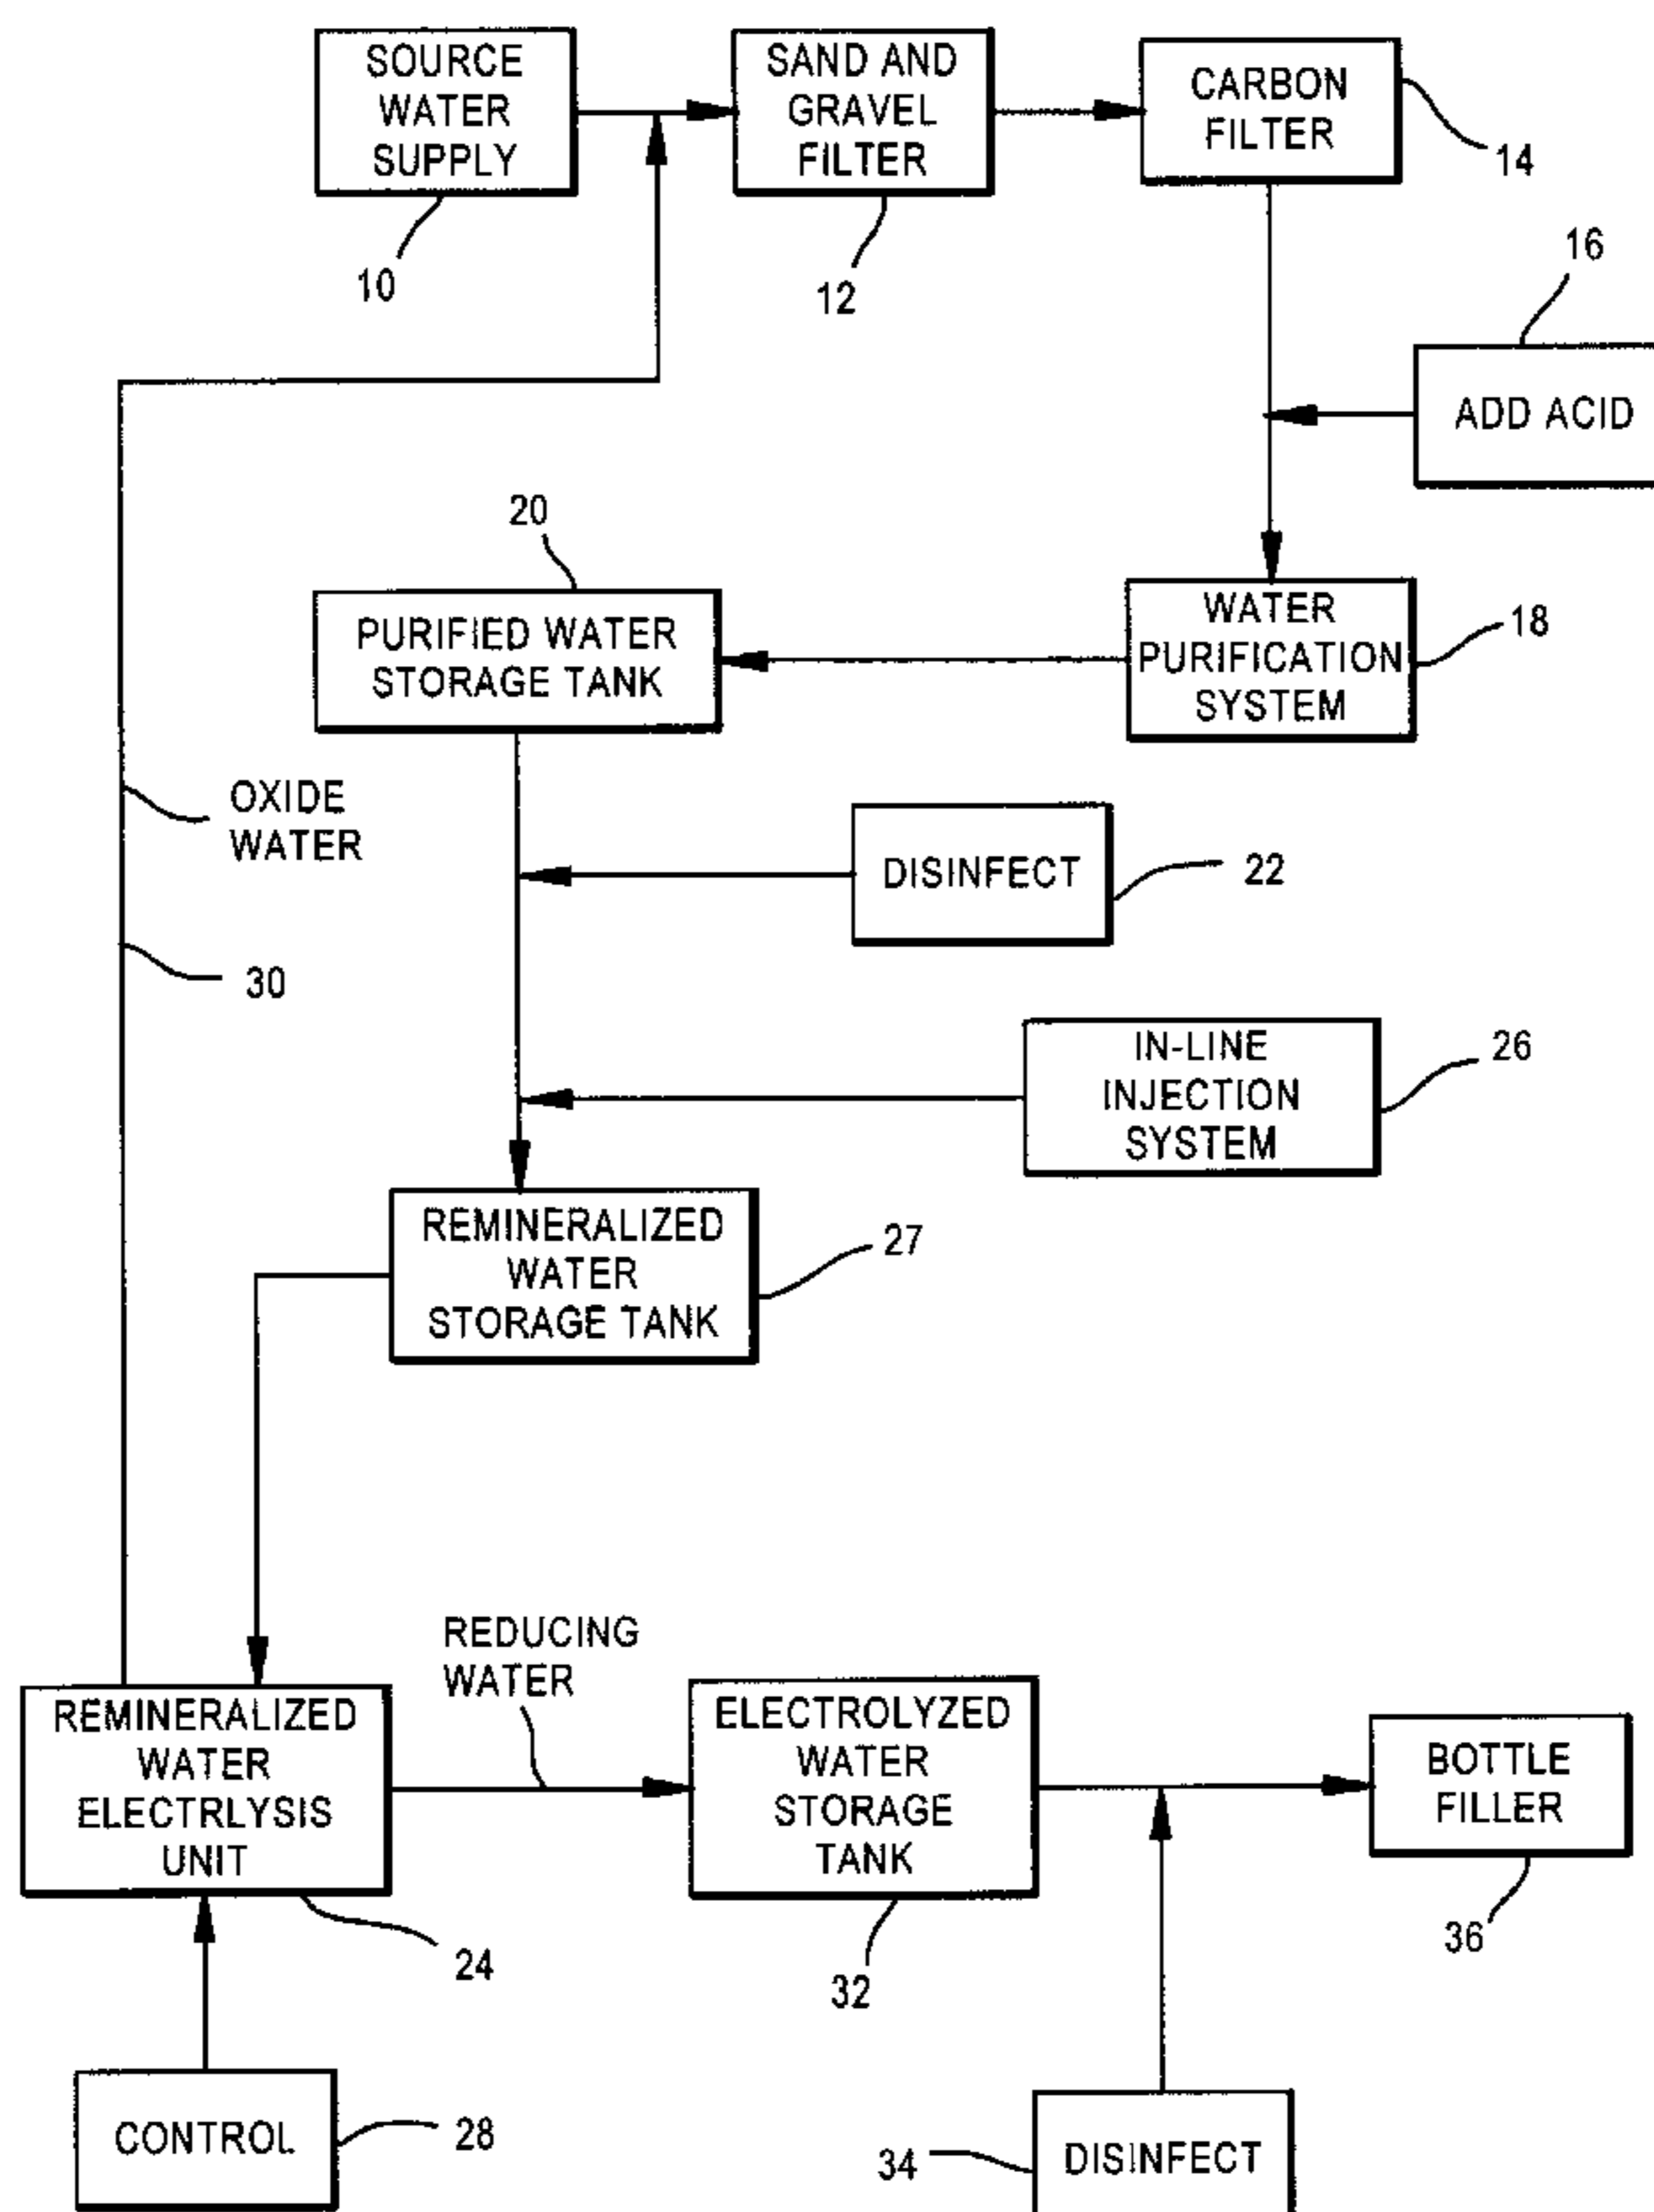 SOURCE
WATER
SUPPLY
10
SAND AND
GRAVEL
FILTER
12
CARBON
FILTER
14
16
ADD ACID
20
PURIFIED WATER
STORAGE TANK
WATER
PURIFICATION
SYSTEM
18
OXIDE
WATER
30
DISINFECT
22
IN-LINE
INJECTION
SYSTEM
26
REMINERALIZED
WATER
STORAGE TANK
27
REDUCING
WATER
REMINERALIZED
WATER
ELECTRLYSIS
UNIT
24
ELECTROLYZED
WATER
STORAGE
TANK
32
BOTTLE
FILLER
36
CONTROL
28
34
DISINFECT